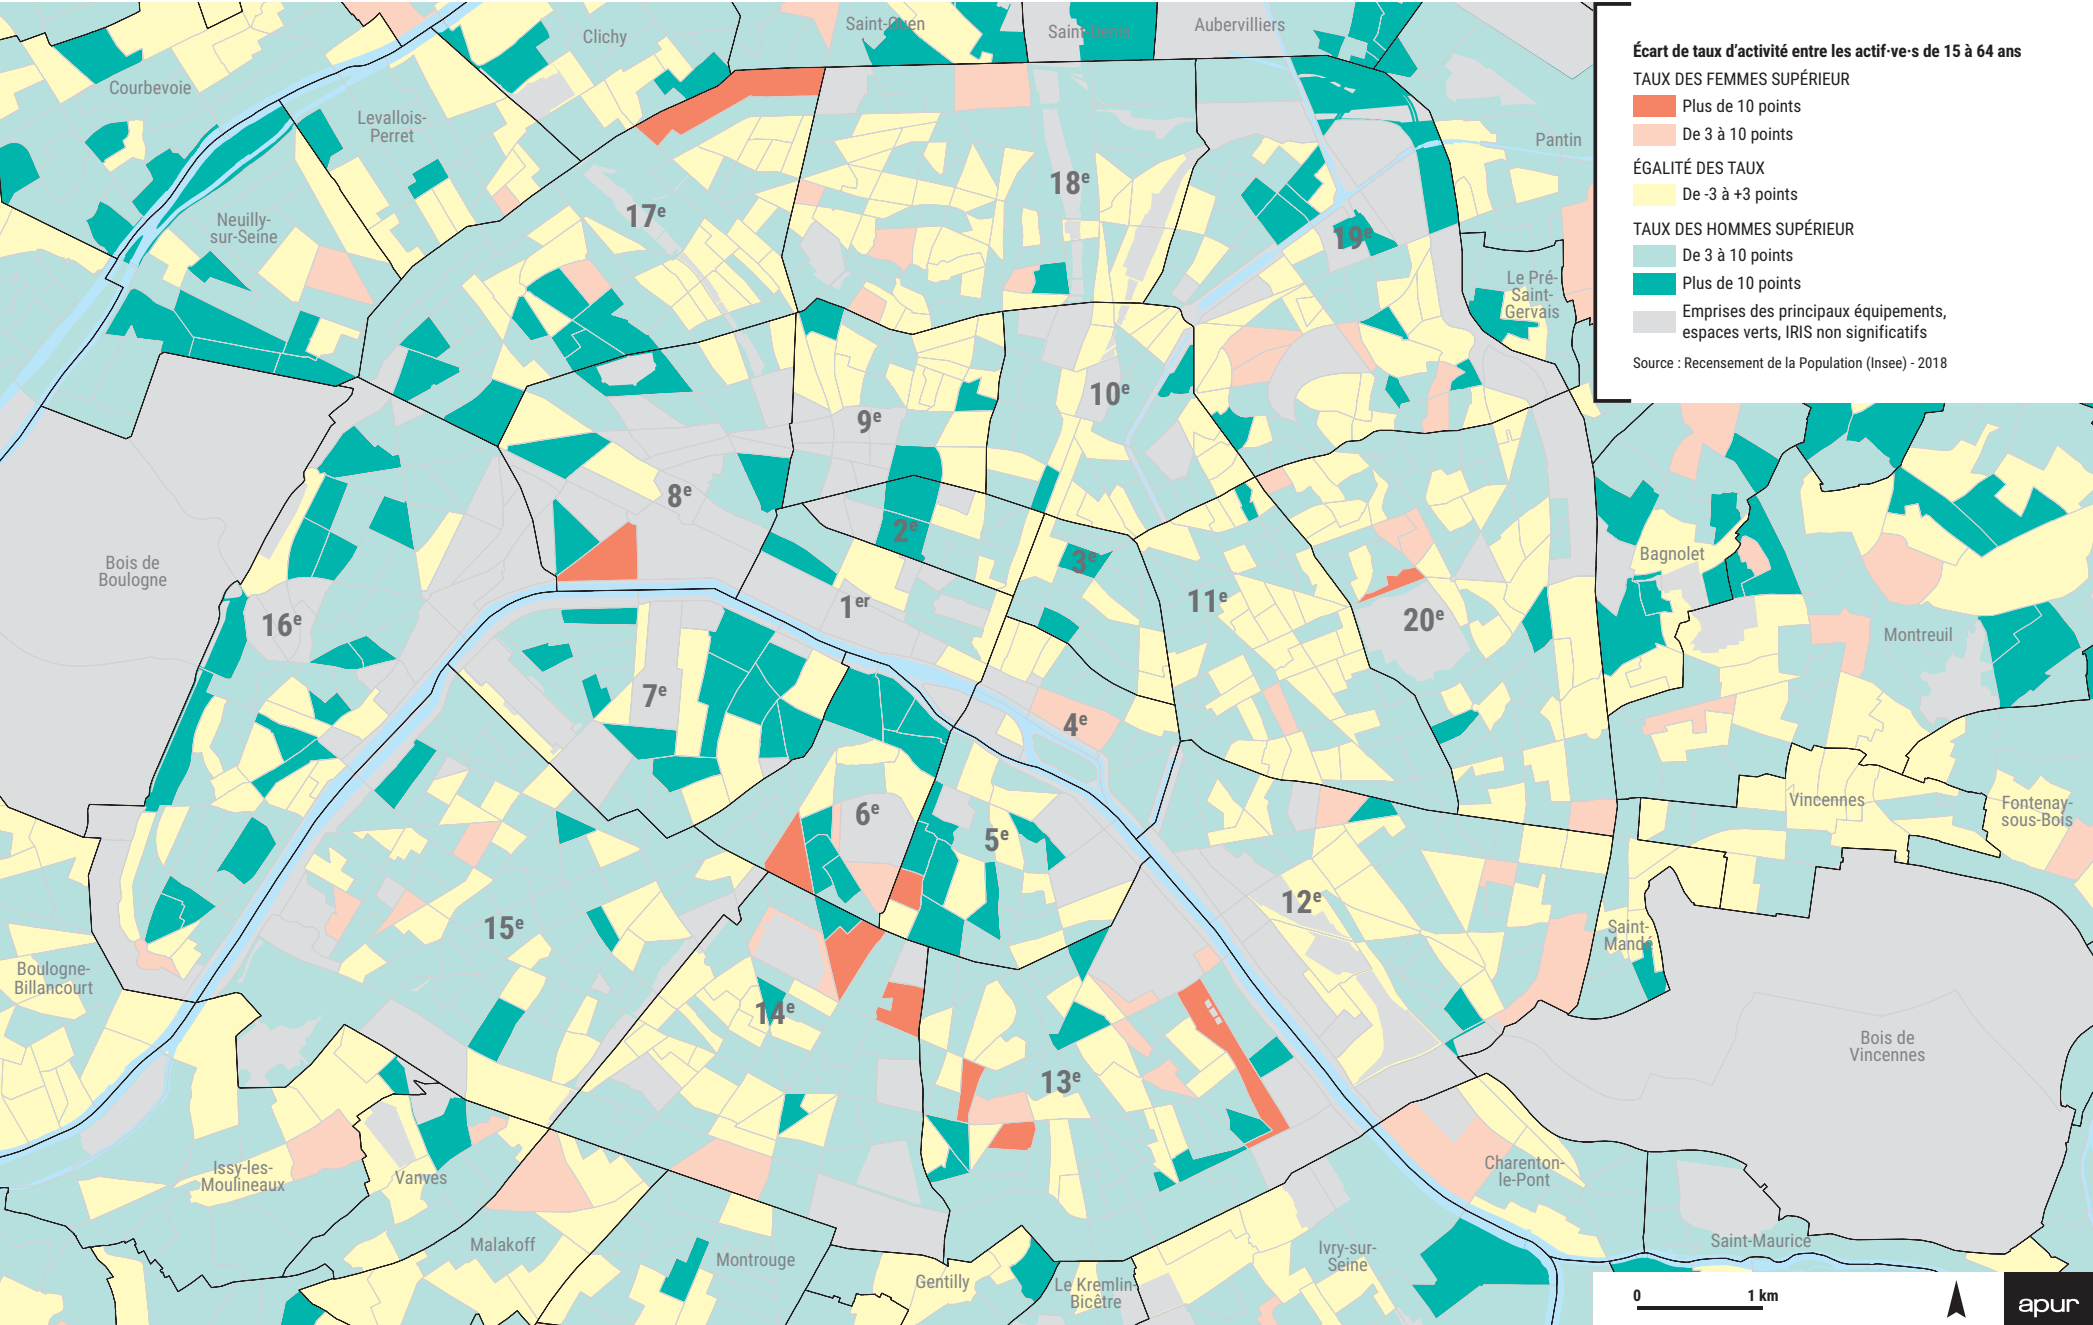 Écart de taux d’activité entre les actif·ve·s de 15 à 64 ans
TAUX DES FEMMES SUPÉRIEUR
Plus de 10 points
De 3 à 10 points
ÉGALITÉ DES TAUX
De -3 à +3 points
TAUX DES HOMMES SUPÉRIEUR
De 3 à 10 points
Plus de 10 points
Emprises des principaux équipements,
espaces verts, IRIS non significatifs
Source : Recensement de la Population (Insee) - 2018
Saint-Ouen
Saint-Denis
Aubervilliers
Clichy
Courbevoie
Levallois-
Perret
Pantin
18e
17e
Neuilly-
sur-Seine
19e
Le Pré-
Saint-
Gervais
10e
9e
8e
2e
3e
Bagnolet
Bois de
Boulogne
1er
11e
20e
16e
Montreuil
7e
4e
Vincennes
Fontenay-
sous-Bois
6e
5e
12e
15e
Saint-
Mandé
Boulogne-
Billancourt
14e
Bois de
Vincennes
13e
Issy-les-
Moulineaux
Vanves
Charenton-
le-Pont
Malakoff
Montrouge
Ivry-sur-
Seine
Saint-Maurice
Gentilly
Le Kremlin-
Bicêtre
0 1 km
apur